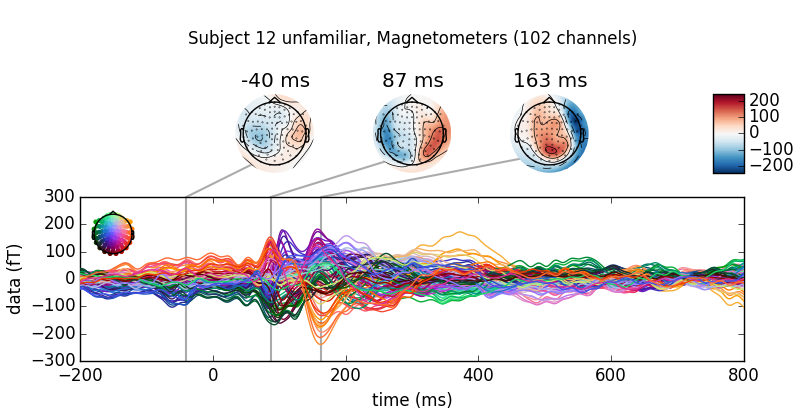 Subject 12 unfamiliar, Magnetometers (102 channels)
-40 ms 87 ms 163 ms
200
100
0
−100
−200
300
200
100
0
−100
−200
−300
data (fT)
−200 0 200 400 600 800
time (ms)